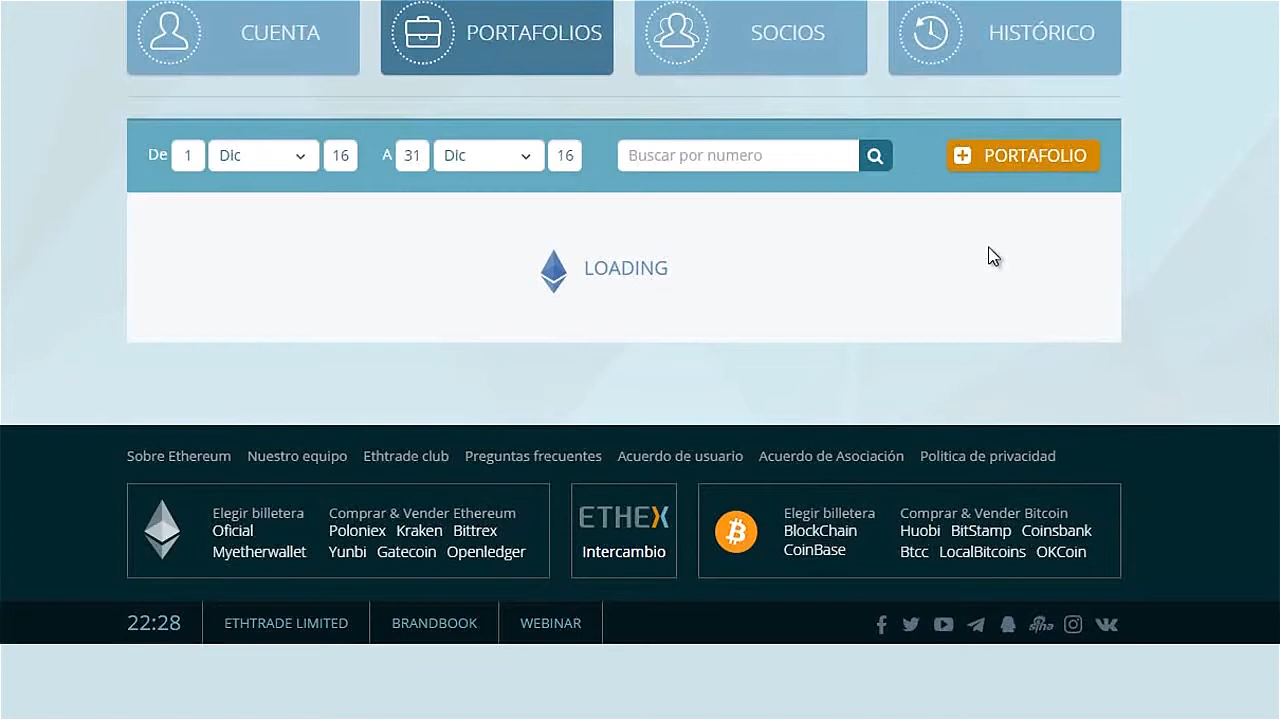 CUENTA PORTAFOLIOS SOCIOS HISTÓRICO
De 1 Dic 16 A 31 Dic 16 Buscar por numero PORTAFOLIO
LOADING
Sobre Ethereum Nuestro equipo Ethtrade club Preguntas frecuentes Acuerdo de usuario Acuerdo de Asociación Politica de privacidad
Elegir billetera
Oficial
Myetherwallet
Comprar & Vender Ethereum
Poloniex Kraken Bittrex
Yunbi Gatecoin Openledger
ETHEX
Intercambio
Elegir billetera
BlockChain
CoinBase
Comprar & Vender Bitcoin
Huobi BitStamp Coinsbank
Btcc LocalBitcoins OKCoin
22:28 ETHTRADE LIMITED BRANDBOOK WEBINAR